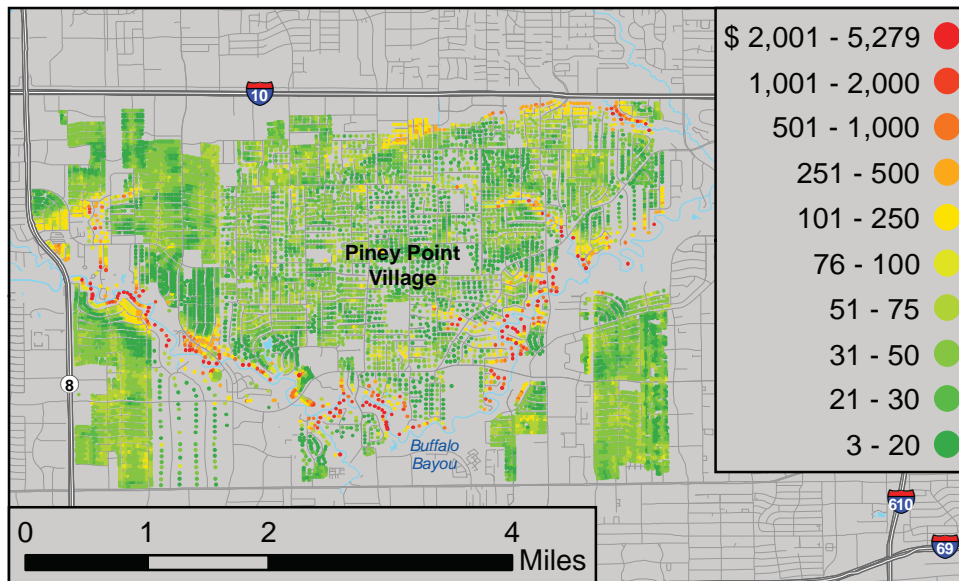 $ 2,001 - 5,279
1,001 - 2,000
501 - 1,000
251 - 500
101 - 250
76 - 100
51 - 75
31 - 50
21 - 30
3 - 20
10
Piney Point
Village
8
Buffalo
Bayou
610
69
0 1 2 4
Miles